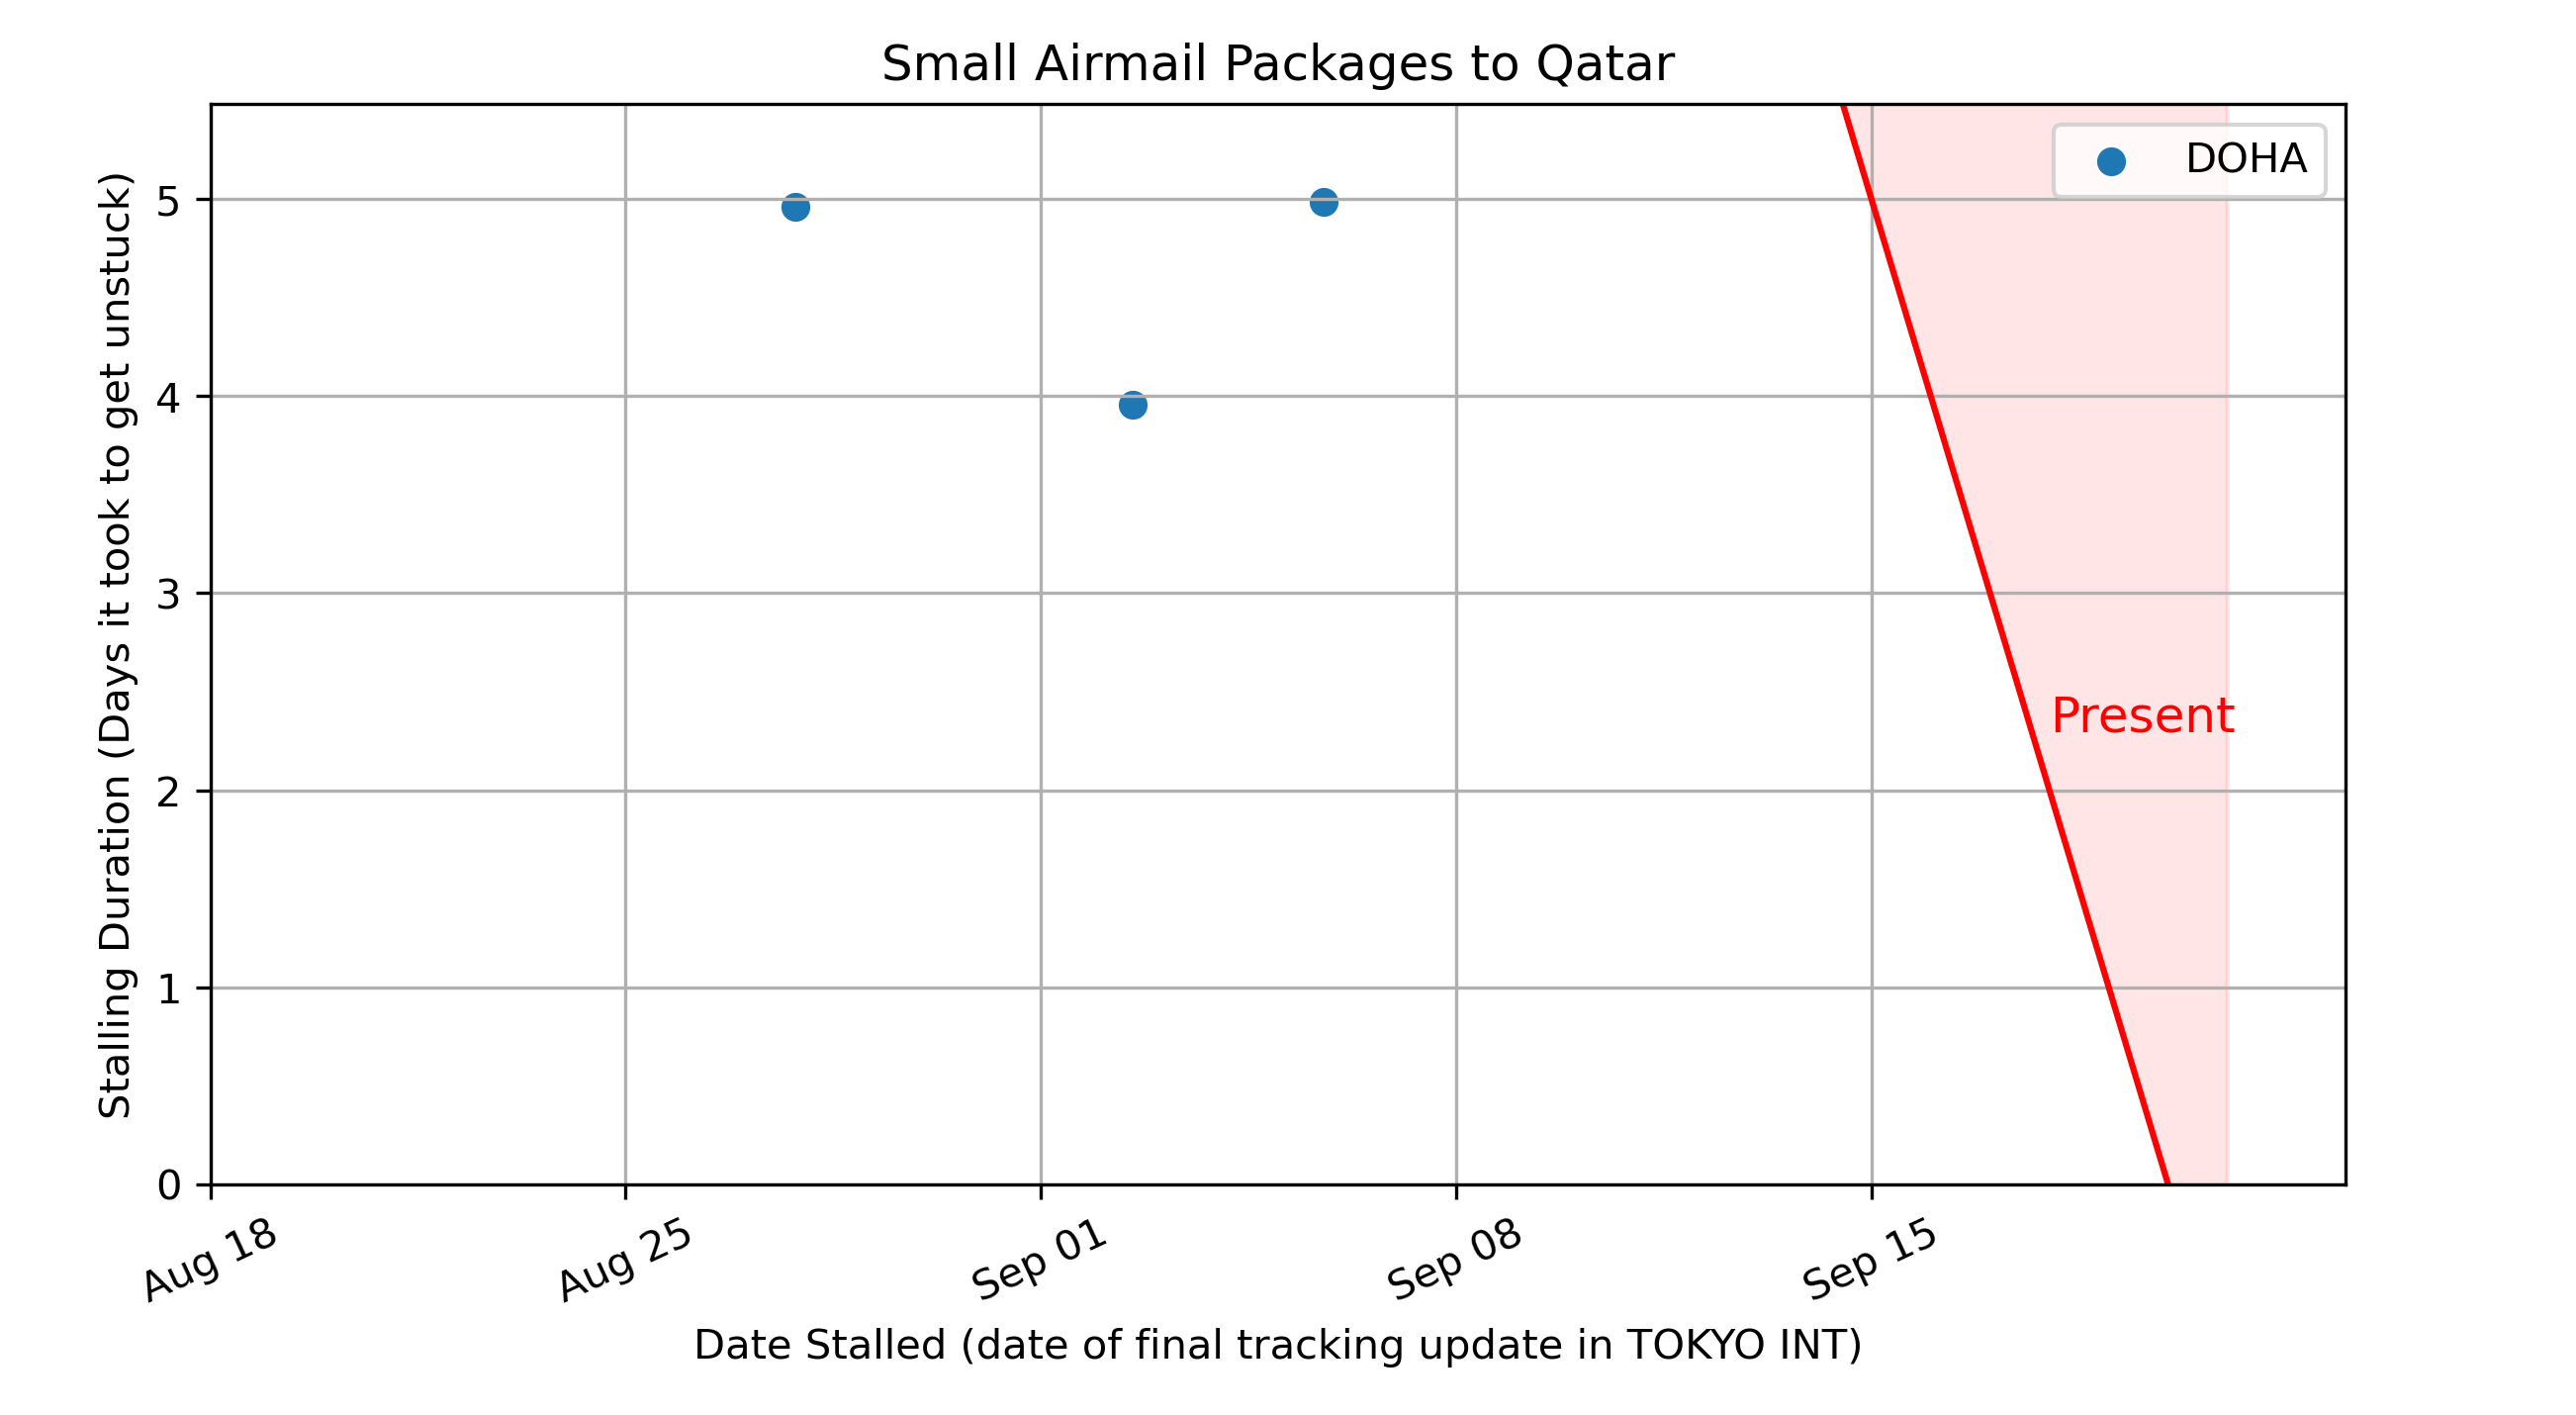 Small Airmail Packages to Qatar
DOHA
Stalling Duration (Days it took to get unstuck)
5
4
3
2
1
0
Present
Aug 18
Aug 25
Sep 01
Sep 08
Sep 15
Date Stalled (date of final tracking update in TOKYO INT)